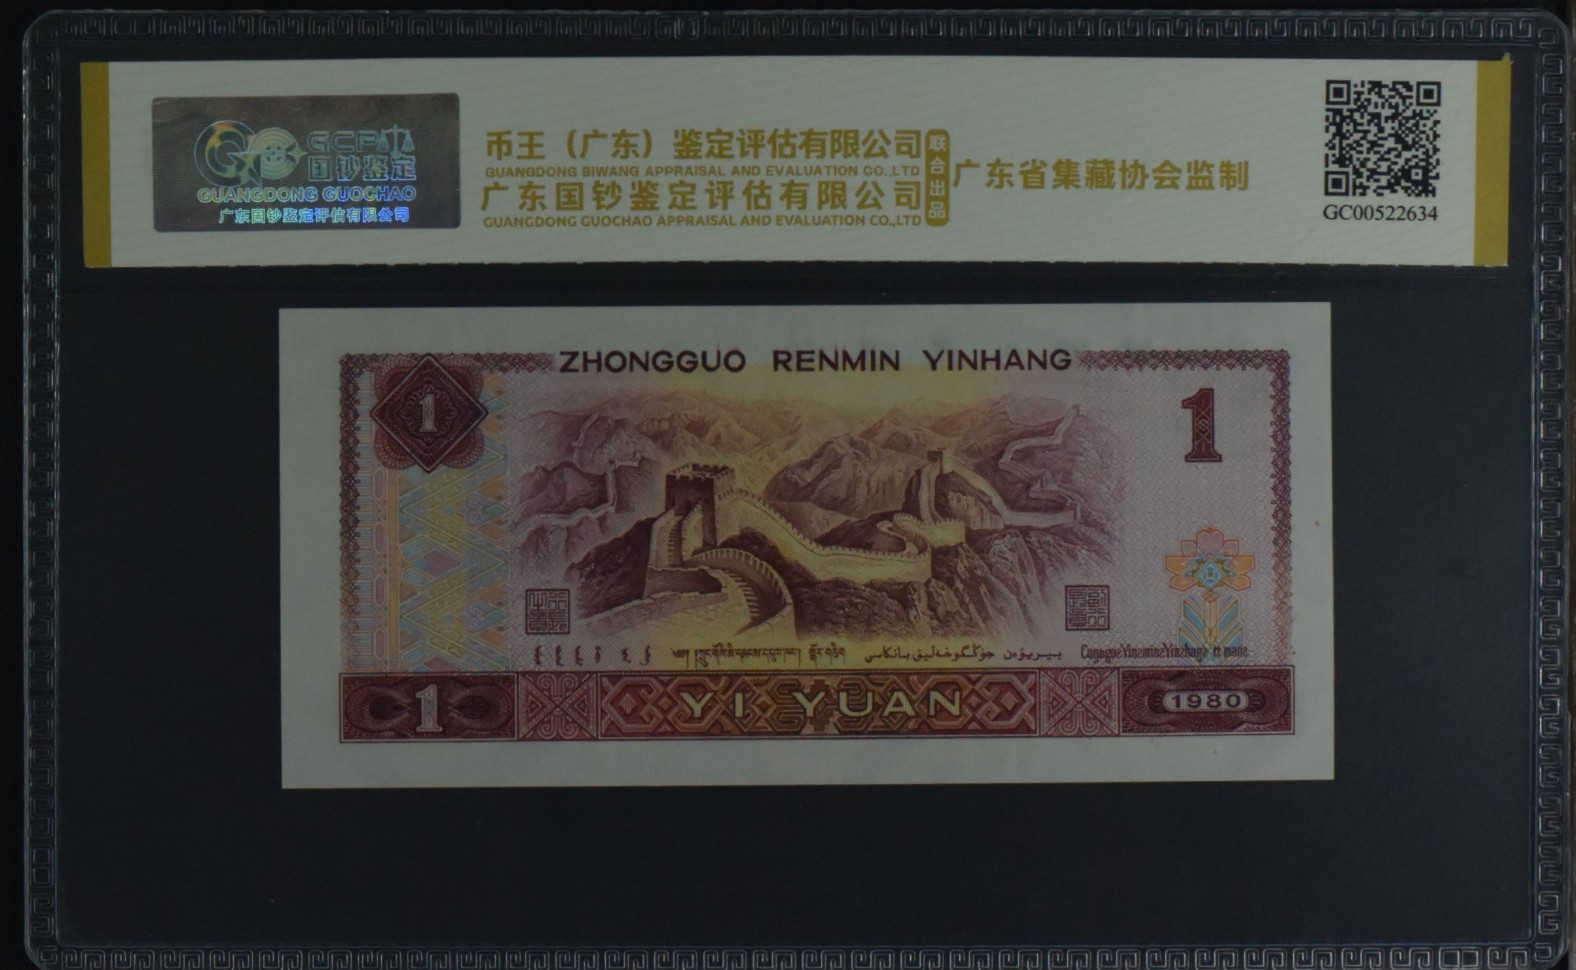 GCFA
国钞鉴定
GUANGDONG GUOCHAO
广东国钞鉴定评估有限公司
币王（广东）鉴定评估有限公司
GUANGDONG BIWANG APPRAISAL AND EVALUATION CO.,LTD
广东国钞鉴定评估有限公司
GUANGDONG GUOCHAO APPRAISAL AND EVALUATION CO.,LTD
联合出品
广东省集藏协会监制
GC00522634
ZHONGGUO RENMIN YINHANG
1
1
1
YI YUAN
1980